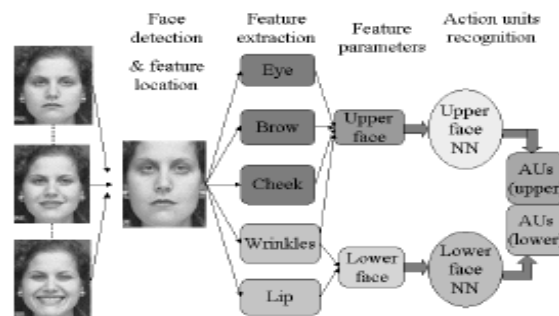 Face
detection
& feature
location
Feature
extraction
Feature
parameters
Action units
recognition
Eye
Brow
Cheek
Wrinkles
Lip
Upper
face
Lower
face
Upper
face
NN
Lower
face
NN
AUs
(upper)
AUs
(lower)